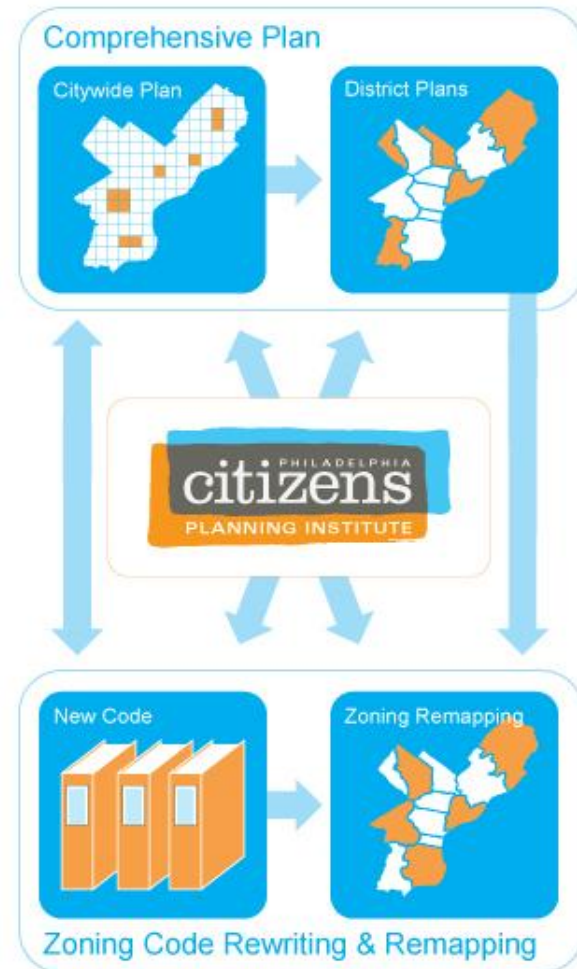 Comprehensive Plan
Citywide Plan
District Plans
PHILADELPHIA
citizens
PLANNING INSTITUTE
New Code
Zoning Remapping
Zoning Code Rewriting & Remapping